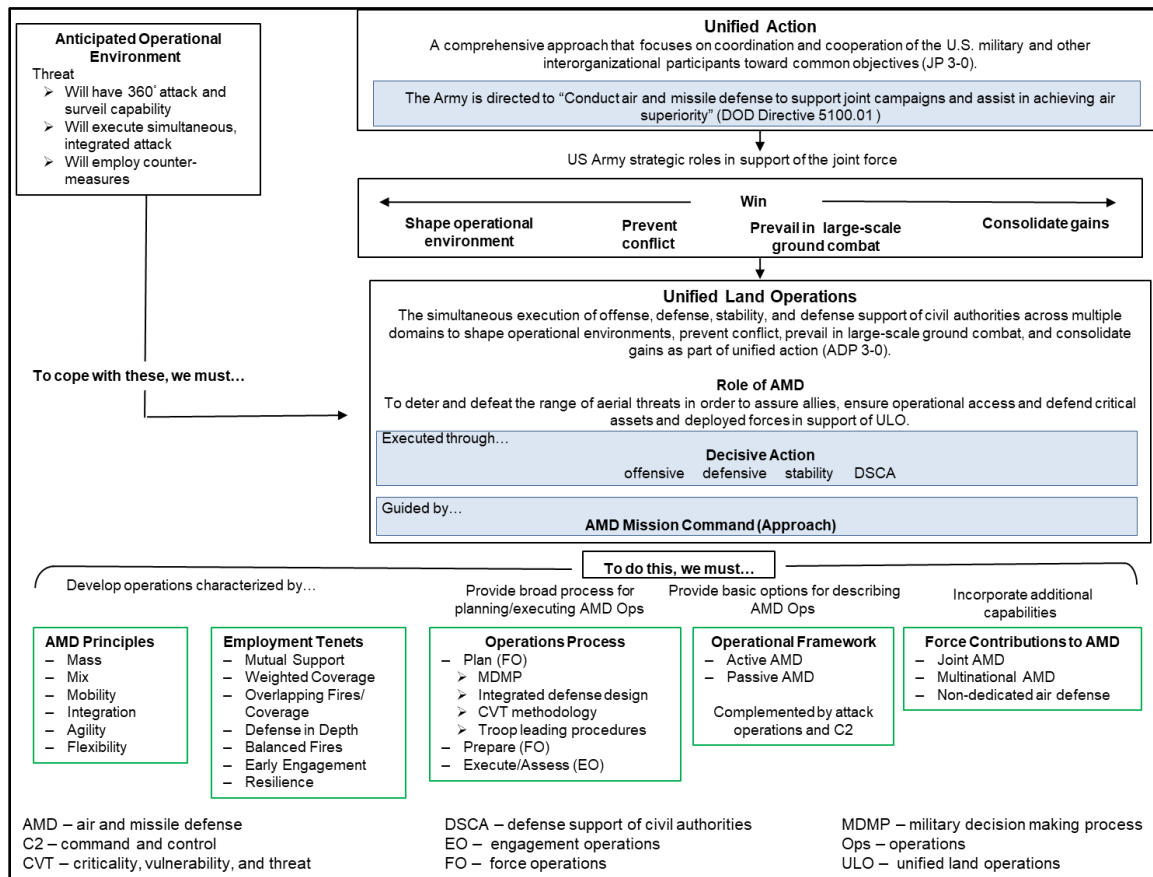 Anticipated Operational
Environment
Threat
➢ Will have 360° attack and
surveil capability
➢ Will execute simultaneous,
integrated attack
➢ Will employ counter-
measures
Unified Action
A comprehensive approach that focuses on coordination and cooperation of the U.S. military and other
interorganizational participants toward common objectives (JP 3-0).
The Army is directed to “Conduct air and missile defense to support joint campaigns and assist in achieving air
superiority” (DOD Directive 5100.01 )
US Army strategic roles in support of the joint force
Win
Shape operational
environment
Prevent
conflict
Prevail in large-scale
ground combat
Consolidate gains
Unified Land Operations
The simultaneous execution of offense, defense, stability, and defense support of civil authorities across multiple
domains to shape operational environments, prevent conflict, prevail in large-scale ground combat, and consolidate
gains as part of unified action (ADP 3-0).
To cope with these, we must…
Role of AMD
To deter and defeat the range of aerial threats in order to assure allies, ensure operational access and defend critical
assets and deployed forces in support of ULO.
Executed through…
Decisive Action
offensive defensive stability DSCA
Guided by…
AMD Mission Command (Approach)
To do this, we must…
Develop operations characterized by…
Provide broad process for
planning/executing AMD Ops
Provide basic options for describing
AMD Ops
Incorporate additional
capabilities
AMD Principles
– Mass
– Mix
– Mobility
– Integration
– Agility
– Flexibility
Employment Tenets
– Mutual Support
– Weighted Coverage
– Overlapping Fires/
Coverage
– Defense in Depth
– Balanced Fires
– Early Engagement
– Resilience
Operations Process
– Plan (FO)
➢ MDMP
➢ Integrated defense design
➢ CVT methodology
➢ Troop leading procedures
– Prepare (FO)
– Execute/Assess (EO)
Operational Framework
– Active AMD
– Passive AMD
Complemented by attack
operations and C2
Force Contributions to AMD
– Joint AMD
– Multinational AMD
– Non-dedicated air defense
AMD – air and missile defense
C2 – command and control
CVT – criticality, vulnerability, and threat
DSCA – defense support of civil authorities
EO – engagement operations
FO – force operations
MDMP – military decision making process
Ops – operations
ULO – unified land operations